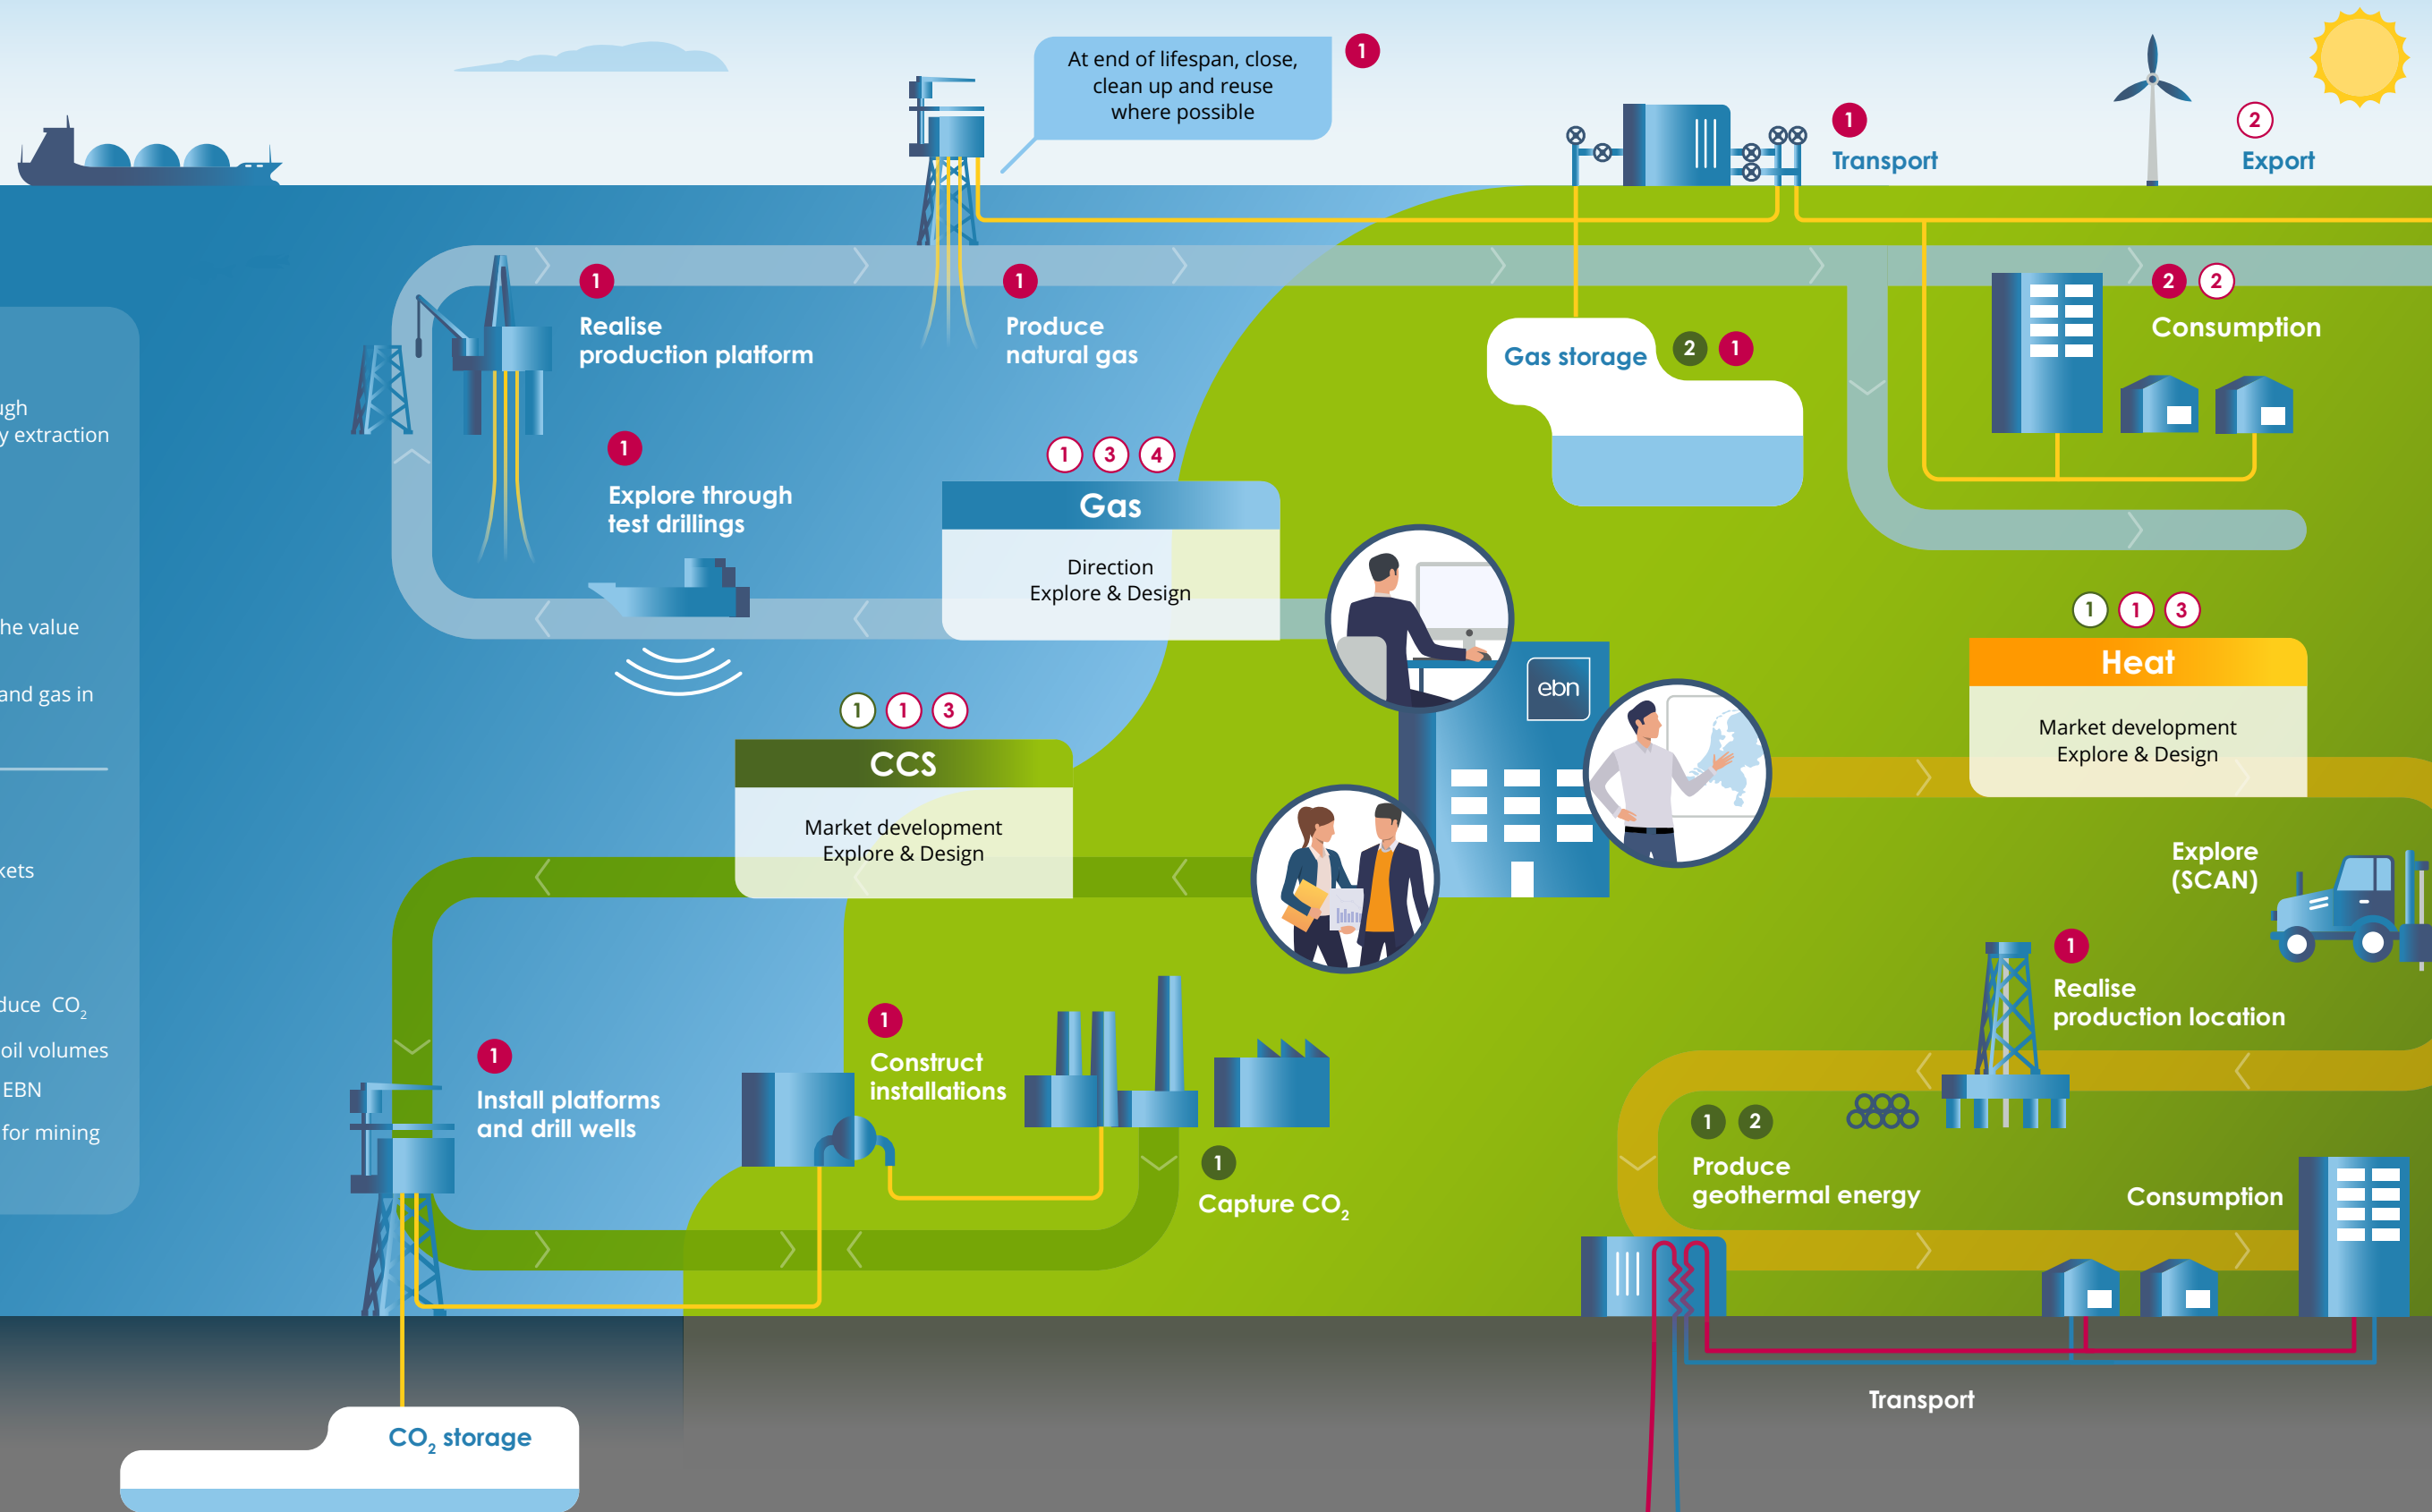 At end of lifespan, close,
clean up and reuse
where possible
1
1
Transport
2
Export
1
Realise
production platform
1
Produce
natural gas
Gas storage
2 1
2 2
Consumption
1
Explore through
test drillings
1 3 4
Gas
Direction
Explore & Design
ebn
1 1 3
Heat
Market development
Explore & Design
1 1 3
CCS
Market development
Explore & Design
Explore
(SCAN)
1
Realise
production location
1
Construct
installations
1
Install platforms
and drill wells
1
Capture CO₂
1 2
Produce
geothermal energy
Consumption
Transport
CO₂ storage
y extraction
he value
and gas in
CO₂
oil volumes
EBN
for mining